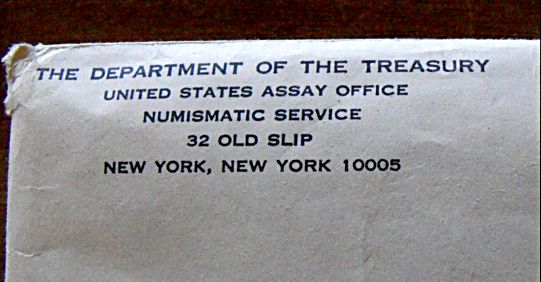 THE DEPARTMENT OF THE TREASURY
UNITED STATES ASSAY OFFICE
NUMISMATIC SERVICE
32 OLD SLIP
NEW YORK, NEW YORK 10005